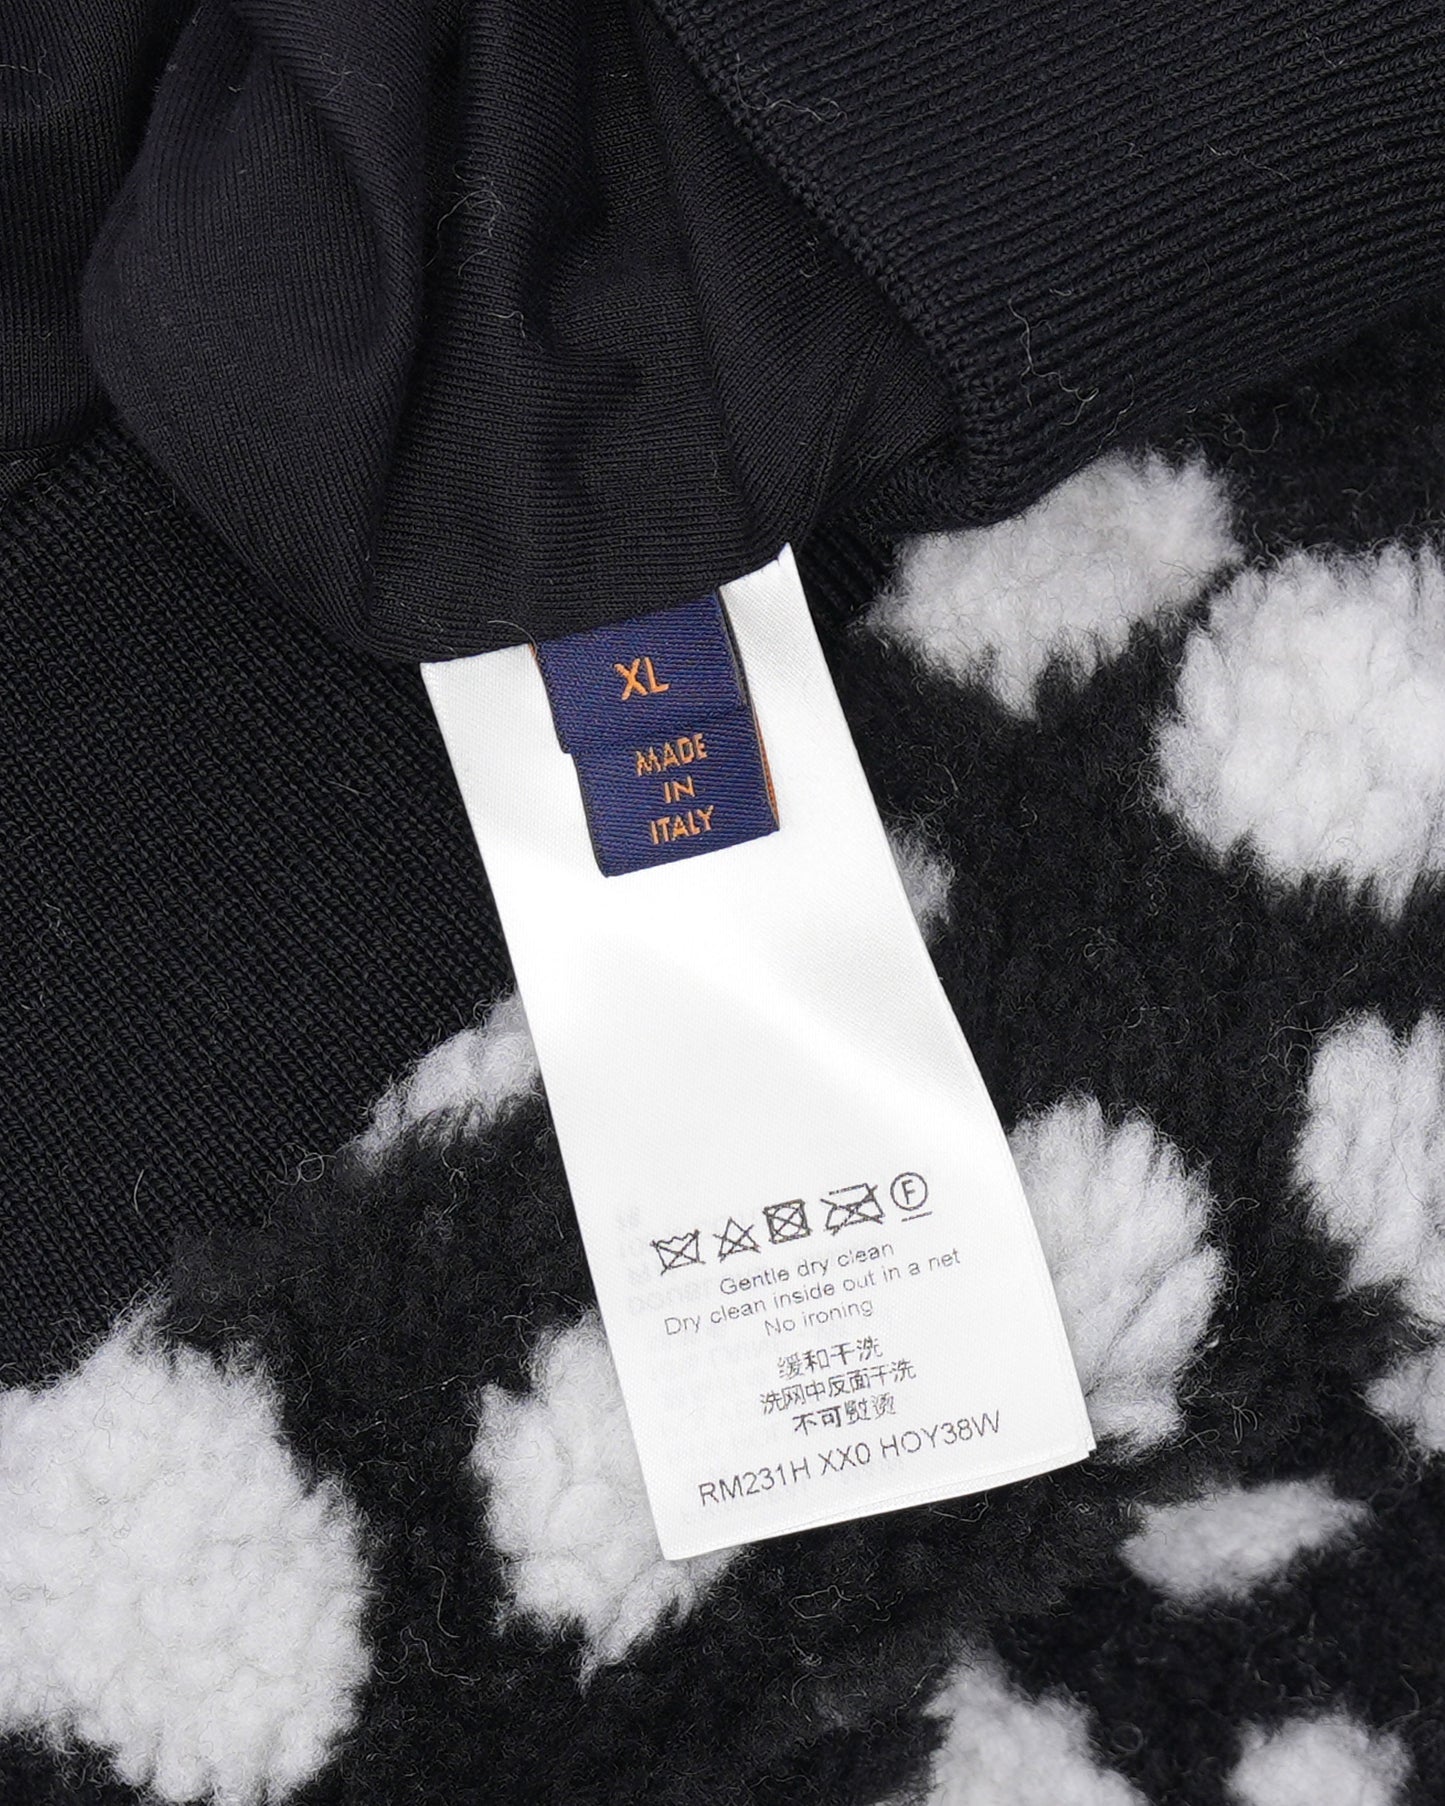 XL
MADE
IN
ITALY
F
Gentle dry clean
Dry clean inside out in a net
No ironing
缓和干洗
洗网中反面干洗
不可熨烫
RM231H XX0 HOY38W